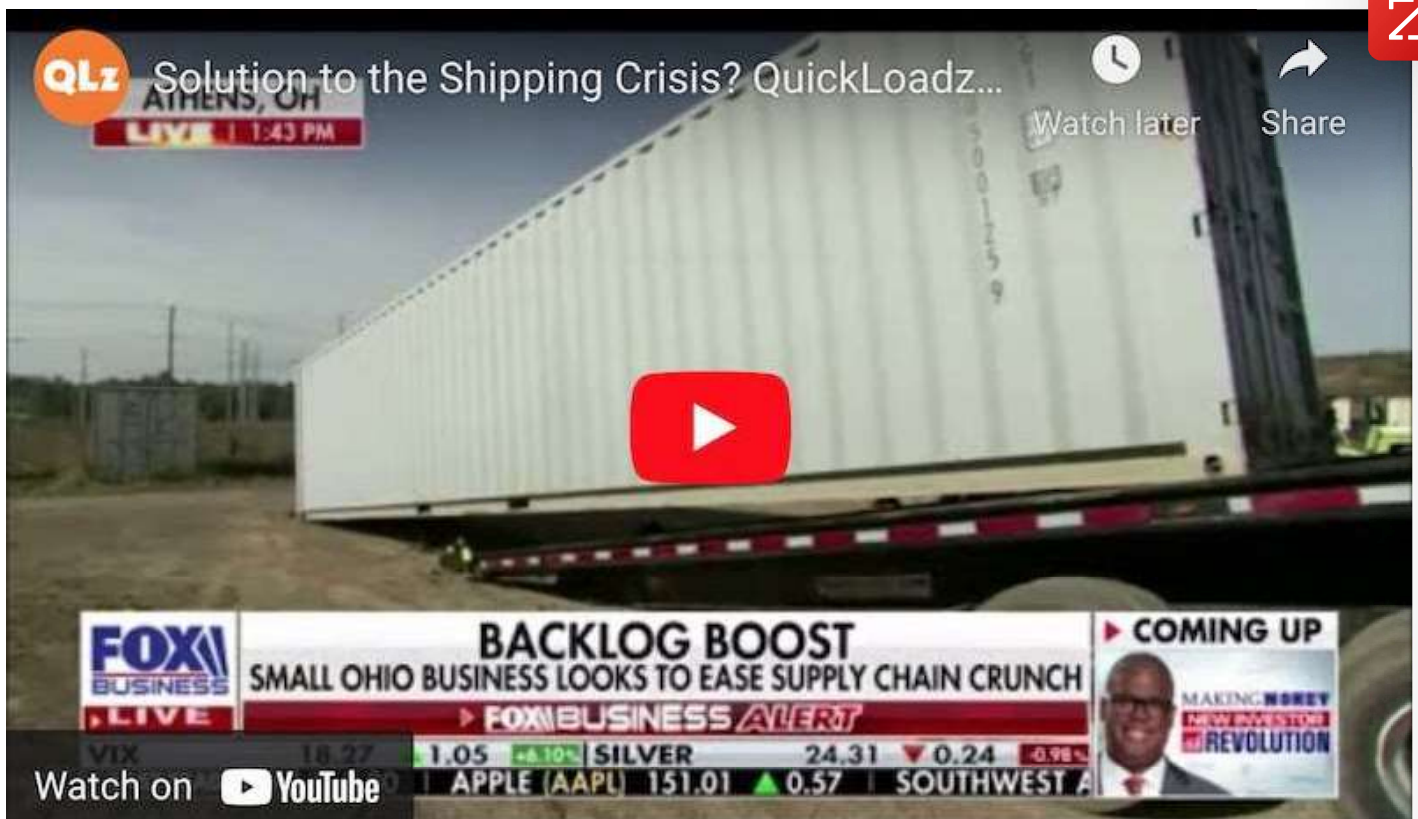 QLz
Solution to the Shipping Crisis? QuickLoadz...
Watch later
Share
ATHENS, OH
LIVE 1:43 PM
FOX
BUSINESS
LIVE
BACKLOG BOOST
SMALL OHIO BUSINESS LOOKS TO EASE SUPPLY CHAIN CRUNCH
FOX BUSINESS ALERT
COMING UP
MAKING MONEY
NEW INVESTOR
REVOLUTION
VIX 18.27 1.05 +6.10% SILVER 24.31 ▼ 0.24 -0.98%
APPLE (AAPL) 151.01 ▲ 0.57 SOUTHWEST A
Watch on YouTube